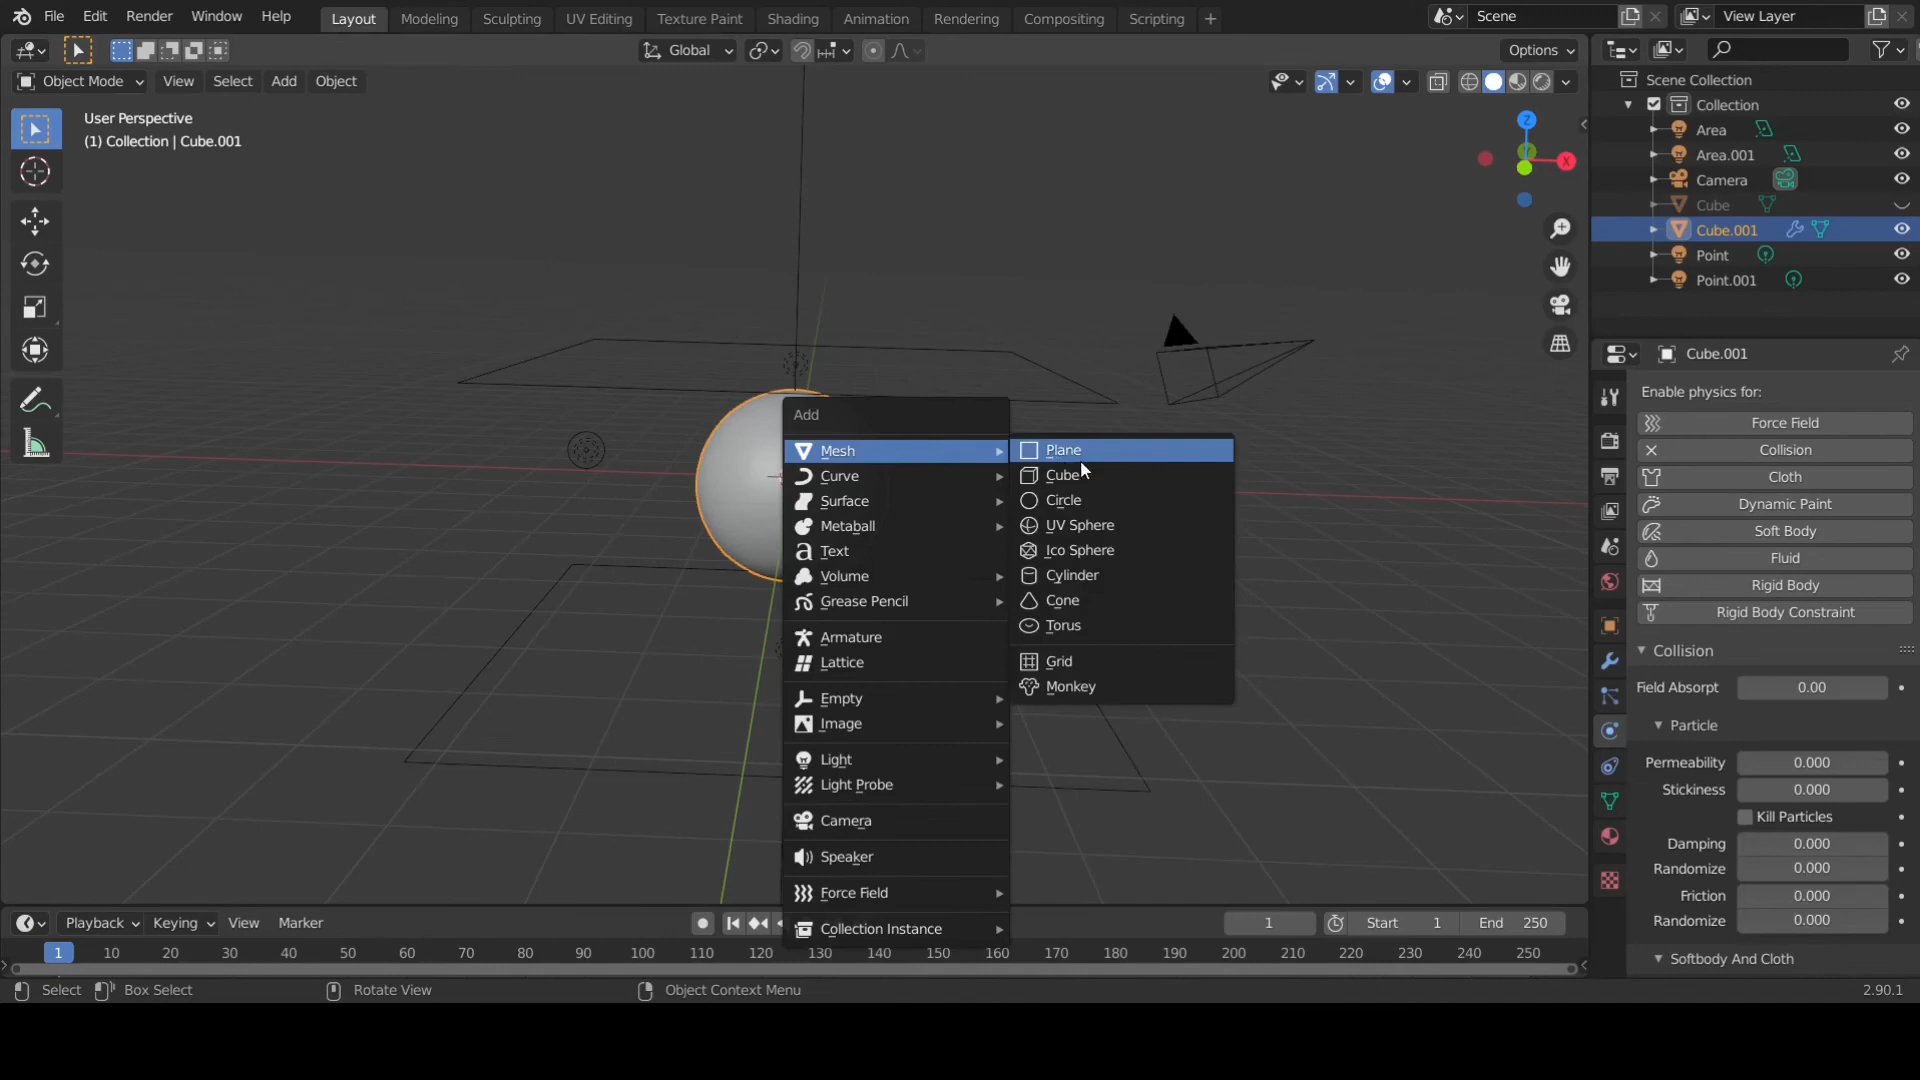 File Edit Render Window Help Layout Modeling Sculpting UV Editing Texture Paint Shading Animation Rendering Compositing Scripting + Scene View Layer
Global Options
Object Mode View Select Add Object
User Perspective
(1) Collection | Cube.001
Z
X
Add
Mesh
Curve
Surface
Metaball
Text
Volume
Grease Pencil
Armature
Lattice
Empty
Image
Light
Light Probe
Camera
Speaker
Force Field
Collection Instance
Plane
Cube
Circle
UV Sphere
Ico Sphere
Cylinder
Cone
Torus
Grid
Monkey
Scene Collection
Collection
Area
Area.001
Camera
Cube
Cube.001
Point
Point.001
Cube.001
Enable physics for:
Force Field
Collision
Cloth
Dynamic Paint
Soft Body
Fluid
Rigid Body
Rigid Body Constraint
Collision
Field Absorpt 0.00
Particle
Permeability 0.000
Stickiness 0.000
Kill Particles
Damping 0.000
Randomize 0.000
Friction 0.000
Randomize 0.000
Softbody And Cloth
Playback Keying View Marker 1 Start 1 End 250
1 10 20 30 40 50 60 70 80 90 100 110 120 130 140 150 160 170 180 190 200 210 220 230 240 250
Select Box Select Rotate View Object Context Menu 2.90.1